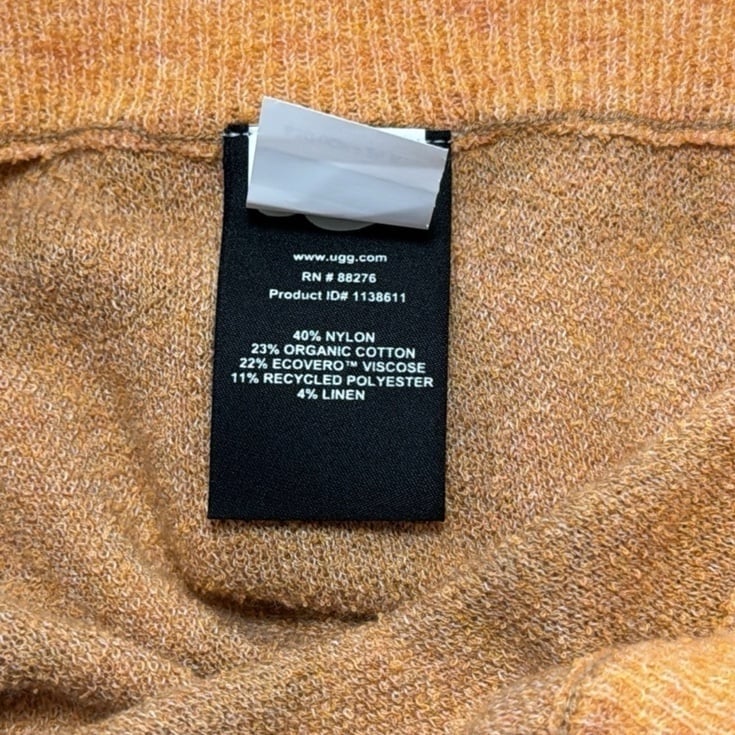 www.ugg.com
RN # 88276
Product ID# 1138611
40% NYLON
23% ORGANIC COTTON
22% ECOVERO™ VISCOSE
11% RECYCLED POLYESTER
4% LINEN